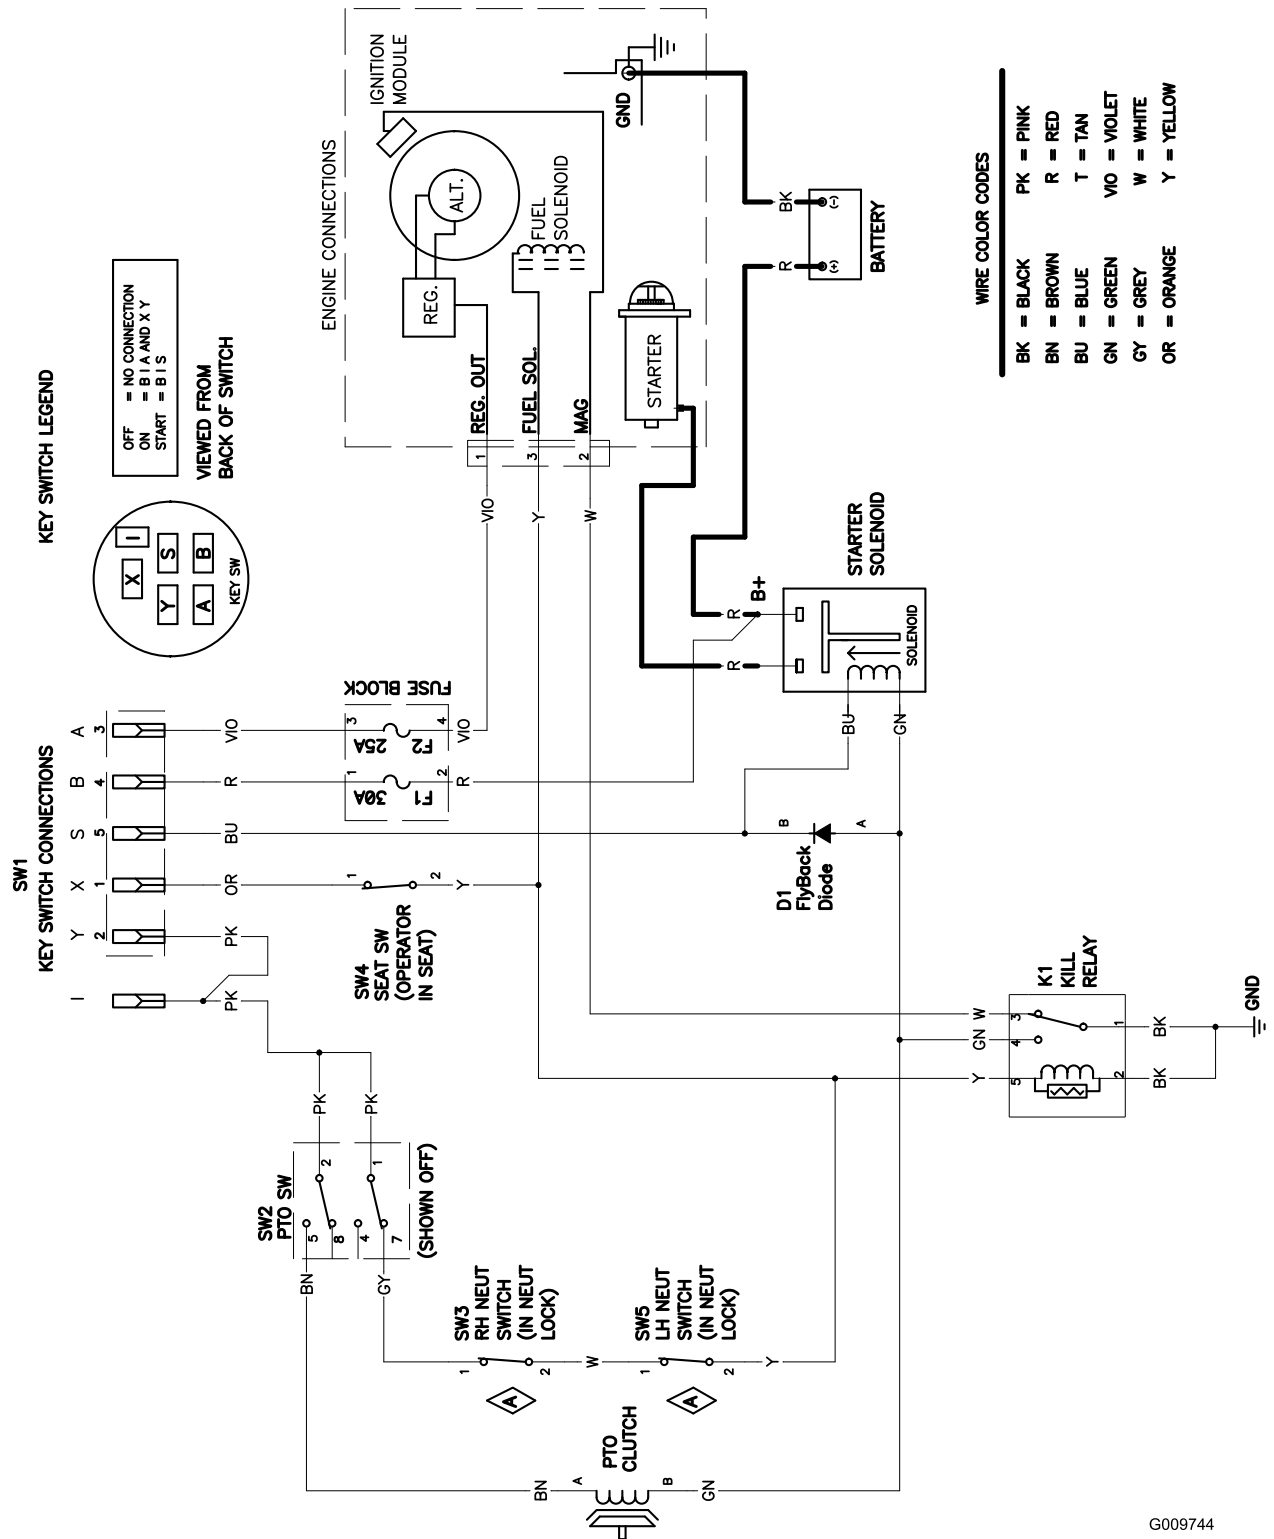 KEY SWITCH LEGEND
OFF = NO CONNECTION
ON = B I A AND X Y
START = B I S
VIEWED FROM
BACK OF SWITCH
I
X
S
Y
B
A
KEY SW
SW1
KEY SWITCH CONNECTIONS
A
B
S
X
Y
I
3
4
5
1
2
VIO
R
BU
OR
PK
PK
FUSE BLOCK
3
25A
F2
4
VIO
1
30A
F1
2
R
1
2
Y
SW4
SEAT SW
(OPERATOR
IN SEAT)
ENGINE CONNECTIONS
IGNITION
MODULE
ALT.
REG.
FUEL
SOLENOID
STARTER
GND
REG. OUT
FUEL SOL.
MAG
1
3
2
VIO
Y
W
BK
R
(-)
(+)
BATTERY
B+
R
R
STARTER
SOLENOID
SOLENOID
BU
GN
B
A
D1
FlyBack
Diode
WIRE COLOR CODES
BK = BLACK PK = PINK
BN = BROWN R = RED
BU = BLUE T = TAN
GN = GREEN VIO = VIOLET
GY = GREY W = WHITE
OR = ORANGE Y = YELLOW
K1
KILL
RELAY
W
GN
Y
3
4
5
1
2
BK
BK
GND
PK
PK
SW2
PTO SW
2
1
5
8
4
7
(SHOWN OFF)
BN
GY
SW3
RH NEUT
SWITCH
(IN NEUT
LOCK)
1
2
A
W
SW5
LH NEUT
SWITCH
(IN NEUT
LOCK)
1
2
A
Y
PTO
CLUTCH
BN
A
B
GN
G009744